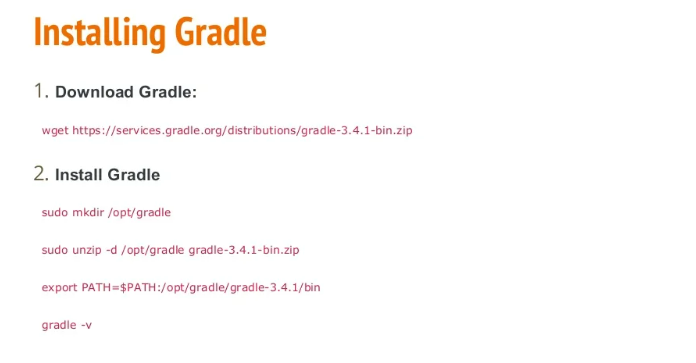 Installing Gradle
1. Download Gradle:
wget https://services.gradle.org/distributions/gradle-3.4.1-bin.zip
2. Install Gradle
sudo mkdir /opt/gradle
sudo unzip -d /opt/gradle gradle-3.4.1-bin.zip
export PATH=$PATH:/opt/gradle/gradle-3.4.1/bin
gradle -v